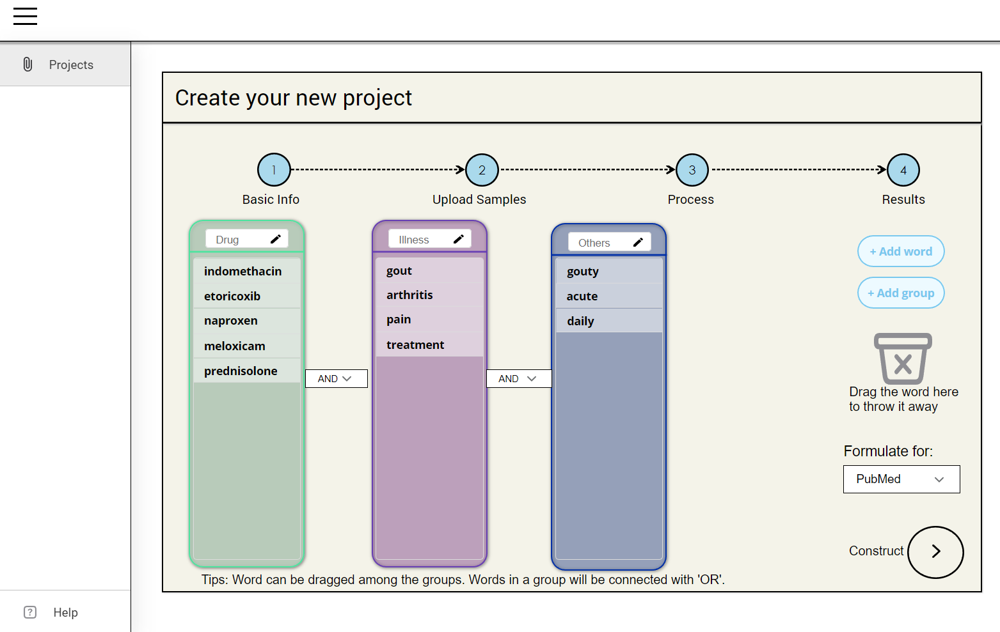 Projects
Create your new project
1
2
3
4
Basic Info
Upload Samples
Process
Results
Drug
indomethacin
etoricoxib
naproxen
meloxicam
prednisolone
AND
Illness
gout
arthritis
pain
treatment
AND
Others
gouty
acute
daily
+ Add word
+ Add group
Drag the word here
to throw it away
Formulate for:
PubMed
Construct
Tips: Word can be dragged among the groups. Words in a group will be connected with 'OR'.
? Help